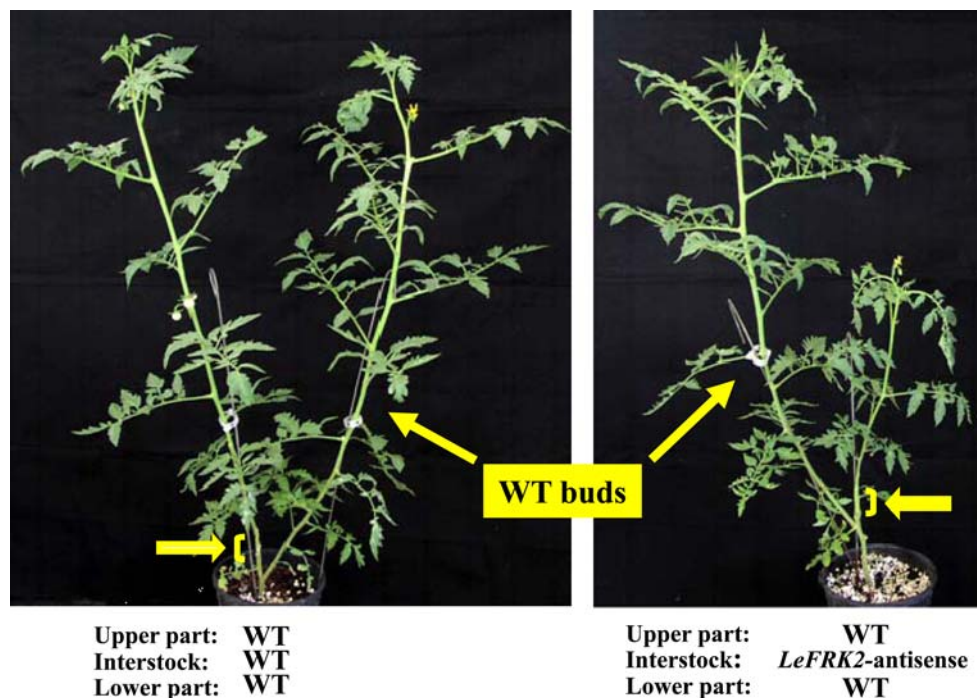 WT buds
Upper part: WT
Interstock: WT
Lower part: WT
Upper part: WT
Interstock: LeFRK2-antisense
Lower part: WT